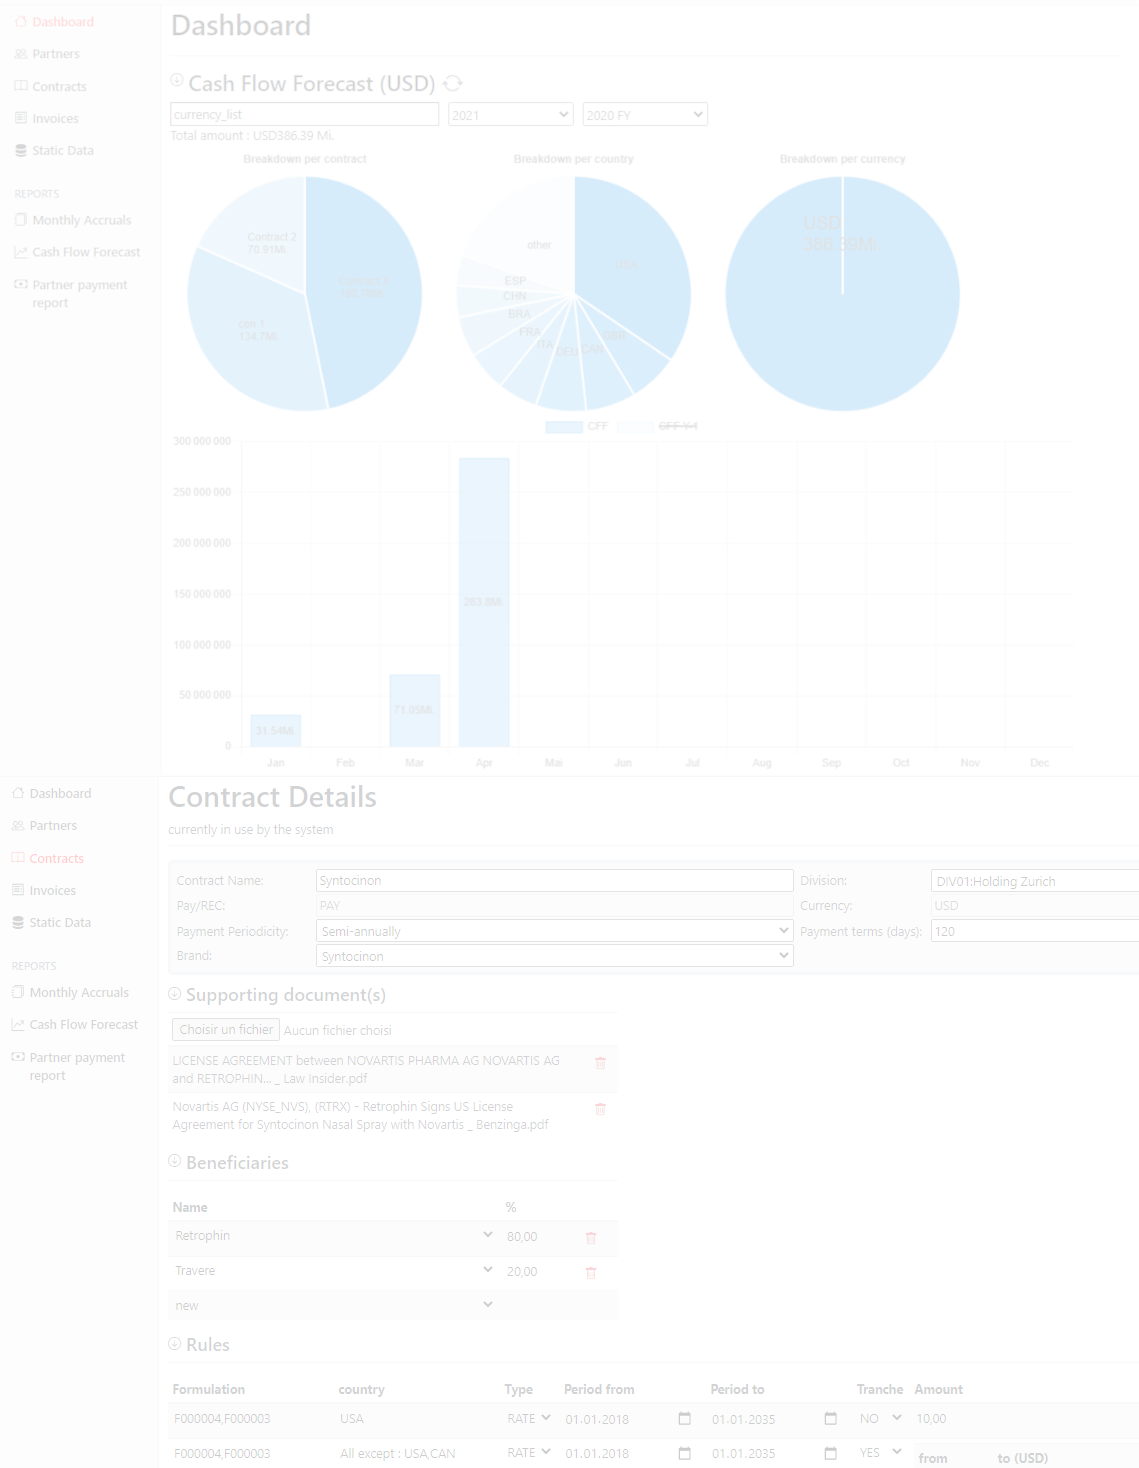 Dashboard
Partners
Contracts
Invoices
Static Data
REPORTS
Monthly Accruals
Cash Flow Forecast
Partner payment
report
Dashboard
Cash Flow Forecast (USD)
currency_list
2021
2020 FY
Total amount : USD386.39 Mi.
Breakdown per contract
Breakdown per country
Breakdown per currency
Contract 2
70.91Mi.
con 1
134.7Mi.
other
ESP
CHN
BRA
FRA
ITA
DEU
CAN
GBR
USD
386.39Mi.
CFF
CFF Y-1
300 000 000
250 000 000
200 000 000
150 000 000
100 000 000
50 000 000
0
283.8Mi.
71.05Mi.
31.54Mi.
Jan
Feb
Mar
Apr
Mai
Jun
Jul
Aug
Sep
Oct
Nov
Dec
Dashboard
Partners
Contracts
Invoices
Static Data
REPORTS
Monthly Accruals
Cash Flow Forecast
Partner payment
report
Contract Details
currently in use by the system
Contract Name:
Syntocinon
Division:
DIV01:Holding Zurich
Pay/REC:
PAY
Currency:
USD
Payment Periodicity:
Semi-annually
Payment terms (days):
120
Brand:
Syntocinon
Supporting document(s)
Choisir un fichier
Aucun fichier choisi
LICENSE AGREEMENT between NOVARTIS PHARMA AG NOVARTIS AG
and RETROPHIN... _ Law Insider.pdf
Novartis AG (NYSE_NVS), (RTRX) - Retrophin Signs US License
Agreement for Syntocinon Nasal Spray with Novartis _ Benzinga.pdf
Beneficiaries
Name
%
Retrophin
80,00
Travere
20,00
new
Rules
Formulation
country
Type
Period from
Period to
Tranche
Amount
F000004,F000003
USA
RATE
01.01.2018
01.01.2035
NO
10,00
F000004,F000003
All except : USA,CAN
RATE
01.01.2018
01.01.2035
YES
from
to (USD)